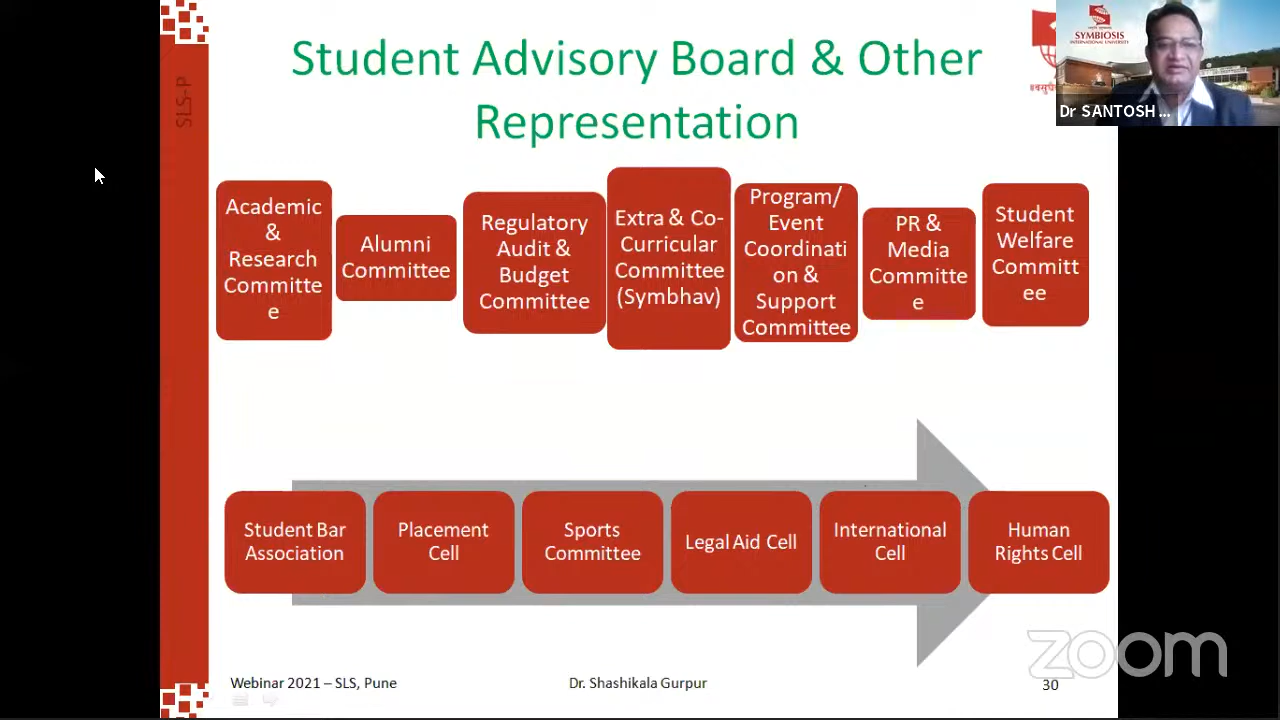 Student Advisory Board & Other
Representation
SLS-P
SYMBIOSIS
INTERNATIONAL UNIVERSITY
Dr SANTOSH ...
Academic
&
Research
Committe
e
Alumni
Committee
Regulatory
Audit &
Budget
Committee
Extra & Co-
Curricular
Committee
(Symbhav)
Program/
Event
Coordinati
on &
Support
Committee
PR &
Media
Committe
e
Student
Welfare
Committ
ee
Student Bar
Association
Placement
Cell
Sports
Committee
Legal Aid Cell
International
Cell
Human
Rights Cell
zoom
Webinar 2021 – SLS, Pune
Dr. Shashikala Gurpur
30